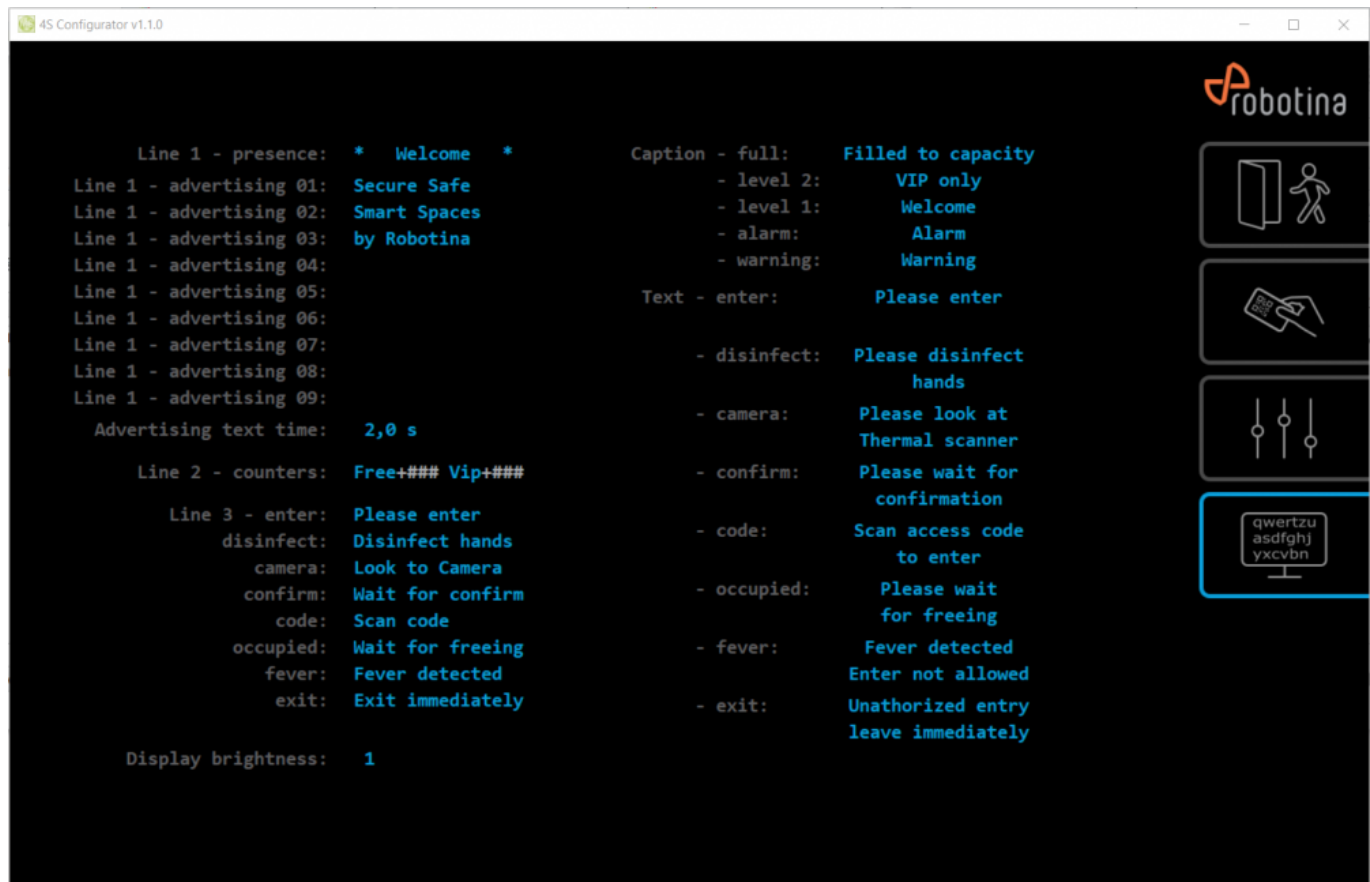 4S Configurator v1.1.0
robotina
Line 1 - presence: * Welcome *
Line 1 - advertising 01: Secure Safe
Line 1 - advertising 02: Smart Spaces
Line 1 - advertising 03: by Robotina
Line 1 - advertising 04:
Line 1 - advertising 05:
Line 1 - advertising 06:
Line 1 - advertising 07:
Line 1 - advertising 08:
Line 1 - advertising 09:
Advertising text time: 2,0 s
Line 2 - counters: Free+### Vip+###
Line 3 - enter: Please enter
disinfect: Disinfect hands
camera: Look to Camera
confirm: Wait for confirm
code: Scan code
occupied: Wait for freeing
fever: Fever detected
exit: Exit immediately
Display brightness: 1
Caption - full: Filled to capacity
- level 2: VIP only
- level 1: Welcome
- alarm: Alarm
- warning: Warning
Text - enter: Please enter
- disinfect: Please disinfect
hands
- camera: Please look at
Thermal scanner
- confirm: Please wait for
confirmation
- code: Scan access code
to enter
- occupied: Please wait
for freeing
- fever: Fever detected
Enter not allowed
- exit: Unathorized entry
leave immediately
qwertzu
asdfghj
yxcvbn